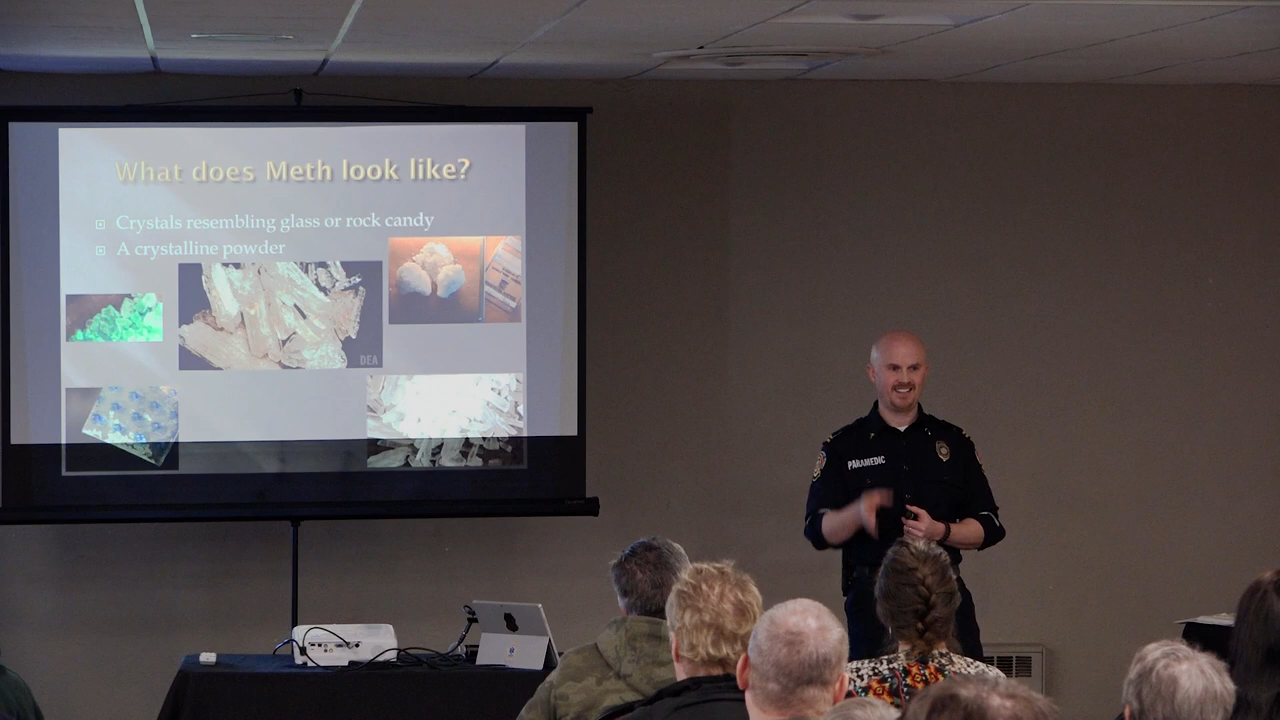 What does Meth look like?
Crystals resembling glass or rock candy
A crystalline powder
DEA
PARAMEDIC